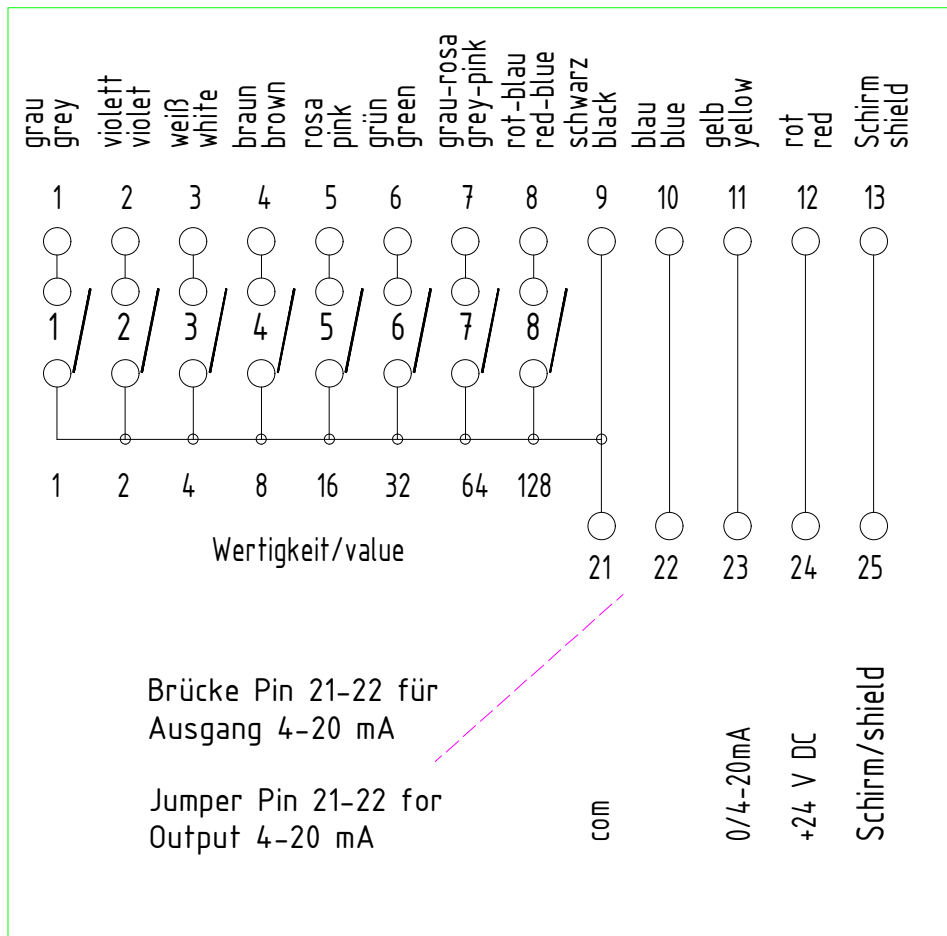 grau
grey
violett
violet
weiß
white
braun
brown
rosa
pink
grün
green
grau-rosa
grey-pink
rot-blau
red-blue
schwarz
black
blau
blue
gelb
yellow
rot
red
Schirm
shield
1 2 3 4 5 6 7 8 9 10 11 12 13
1 2 3 4 5 6 7 8
1 2 4 8 16 32 64 128
Wertigkeit/value
21 22 23 24 25
Brücke Pin 21-22 für
Ausgang 4-20 mA
Jumper Pin 21-22 for
Output 4-20 mA
com
0/4-20mA
+24 V DC
Schirm/shield